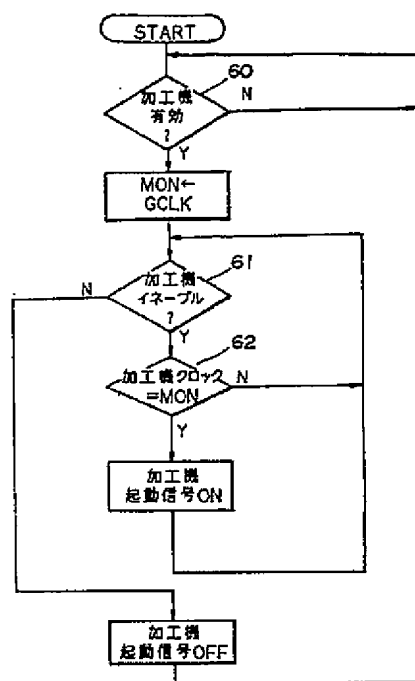 START
60
加工機
有効
?
N
Y
MON←
GCLK
61
加工機
イネーブル
?
N
Y
62
加工機クロック
=MON
N
Y
加工機
起動信号ON
加工機
起動信号OFF